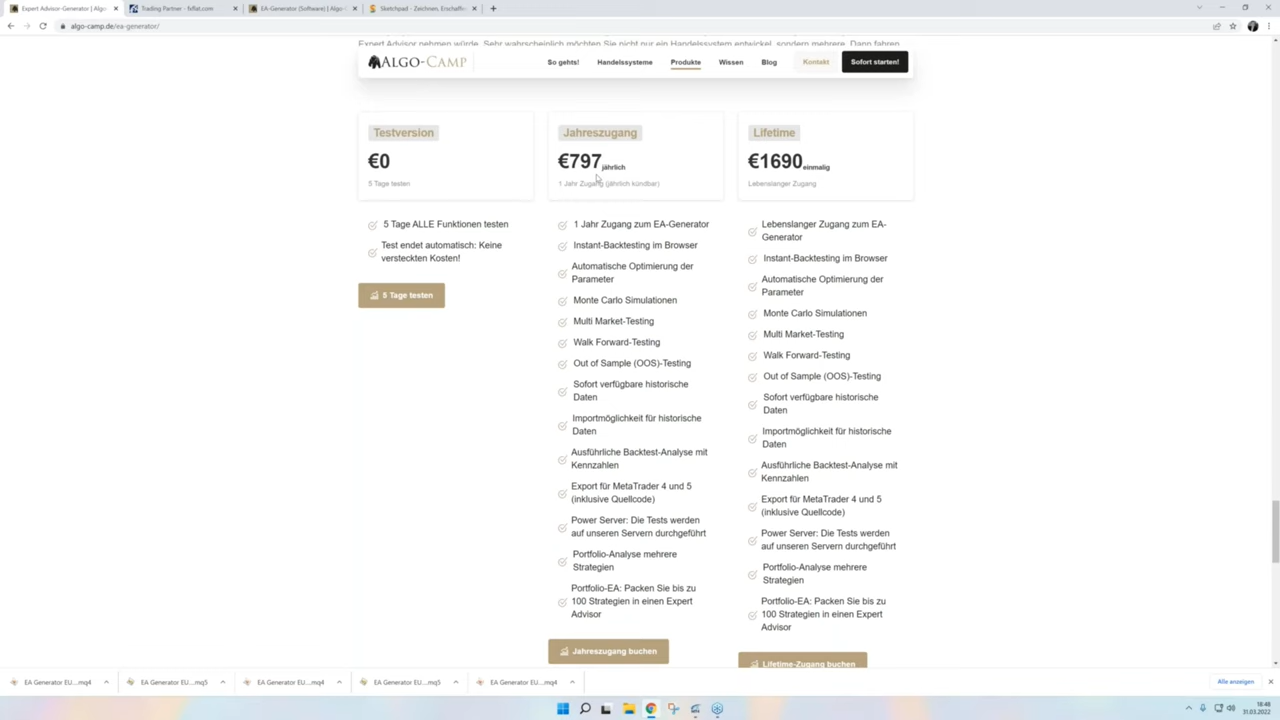 Expert Advisor-Generator | Algo
Trading Partner - fxflat.com
EA-Generator (Software) | Algo-
Sketchpad - Zeichnen, Erschaffe
algo-camp.de/ea-generator/
Expert Advisor nehmen würde. Sehr wahrscheinlich möchten Sie nicht nur ein Handelssystem entwickel, sondern mehrere. Dann fahren
ALGO-CAMP
So gehts!
Handelssysteme
Produkte
Wissen
Blog
Kontakt
Sofort starten!
Testversion
€0
5 Tage testen
5 Tage ALLE Funktionen testen
Test endet automatisch: Keine
versteckten Kosten!
5 Tage testen
Jahreszugang
€797 jährlich
1 Jahr Zugang (jährlich kündbar)
1 Jahr Zugang zum EA-Generator
Instant-Backtesting im Browser
Automatische Optimierung der
Parameter
Monte Carlo Simulationen
Multi Market-Testing
Walk Forward-Testing
Out of Sample (OOS)-Testing
Sofort verfügbare historische
Daten
Importmöglichkeit für historische
Daten
Ausführliche Backtest-Analyse mit
Kennzahlen
Export für MetaTrader 4 und 5
(inklusive Quellcode)
Power Server: Die Tests werden
auf unseren Servern durchgeführt
Portfolio-Analyse mehrere
Strategien
Portfolio-EA: Packen Sie bis zu
100 Strategien in einen Expert
Advisor
Jahreszugang buchen
Lifetime
€1690 einmalig
Lebenslanger Zugang
Lebenslanger Zugang zum EA-
Generator
Instant-Backtesting im Browser
Automatische Optimierung der
Parameter
Monte Carlo Simulationen
Multi Market-Testing
Walk Forward-Testing
Out of Sample (OOS)-Testing
Sofort verfügbare historische
Daten
Importmöglichkeit für historische
Daten
Ausführliche Backtest-Analyse mit
Kennzahlen
Export für MetaTrader 4 und 5
(inklusive Quellcode)
Power Server: Die Tests werden
auf unseren Servern durchgeführt
Portfolio-Analyse mehrere
Strategien
Portfolio-EA: Packen Sie bis zu
100 Strategien in einen Expert
Advisor
Lifetime-Zugang buchen
EA Generator EU....mq4
EA Generator EU....mq5
EA Generator EU....mq4
EA Generator EU....mq5
EA Generator EU....mq4
Alle anzeigen
18:48
31.03.2022